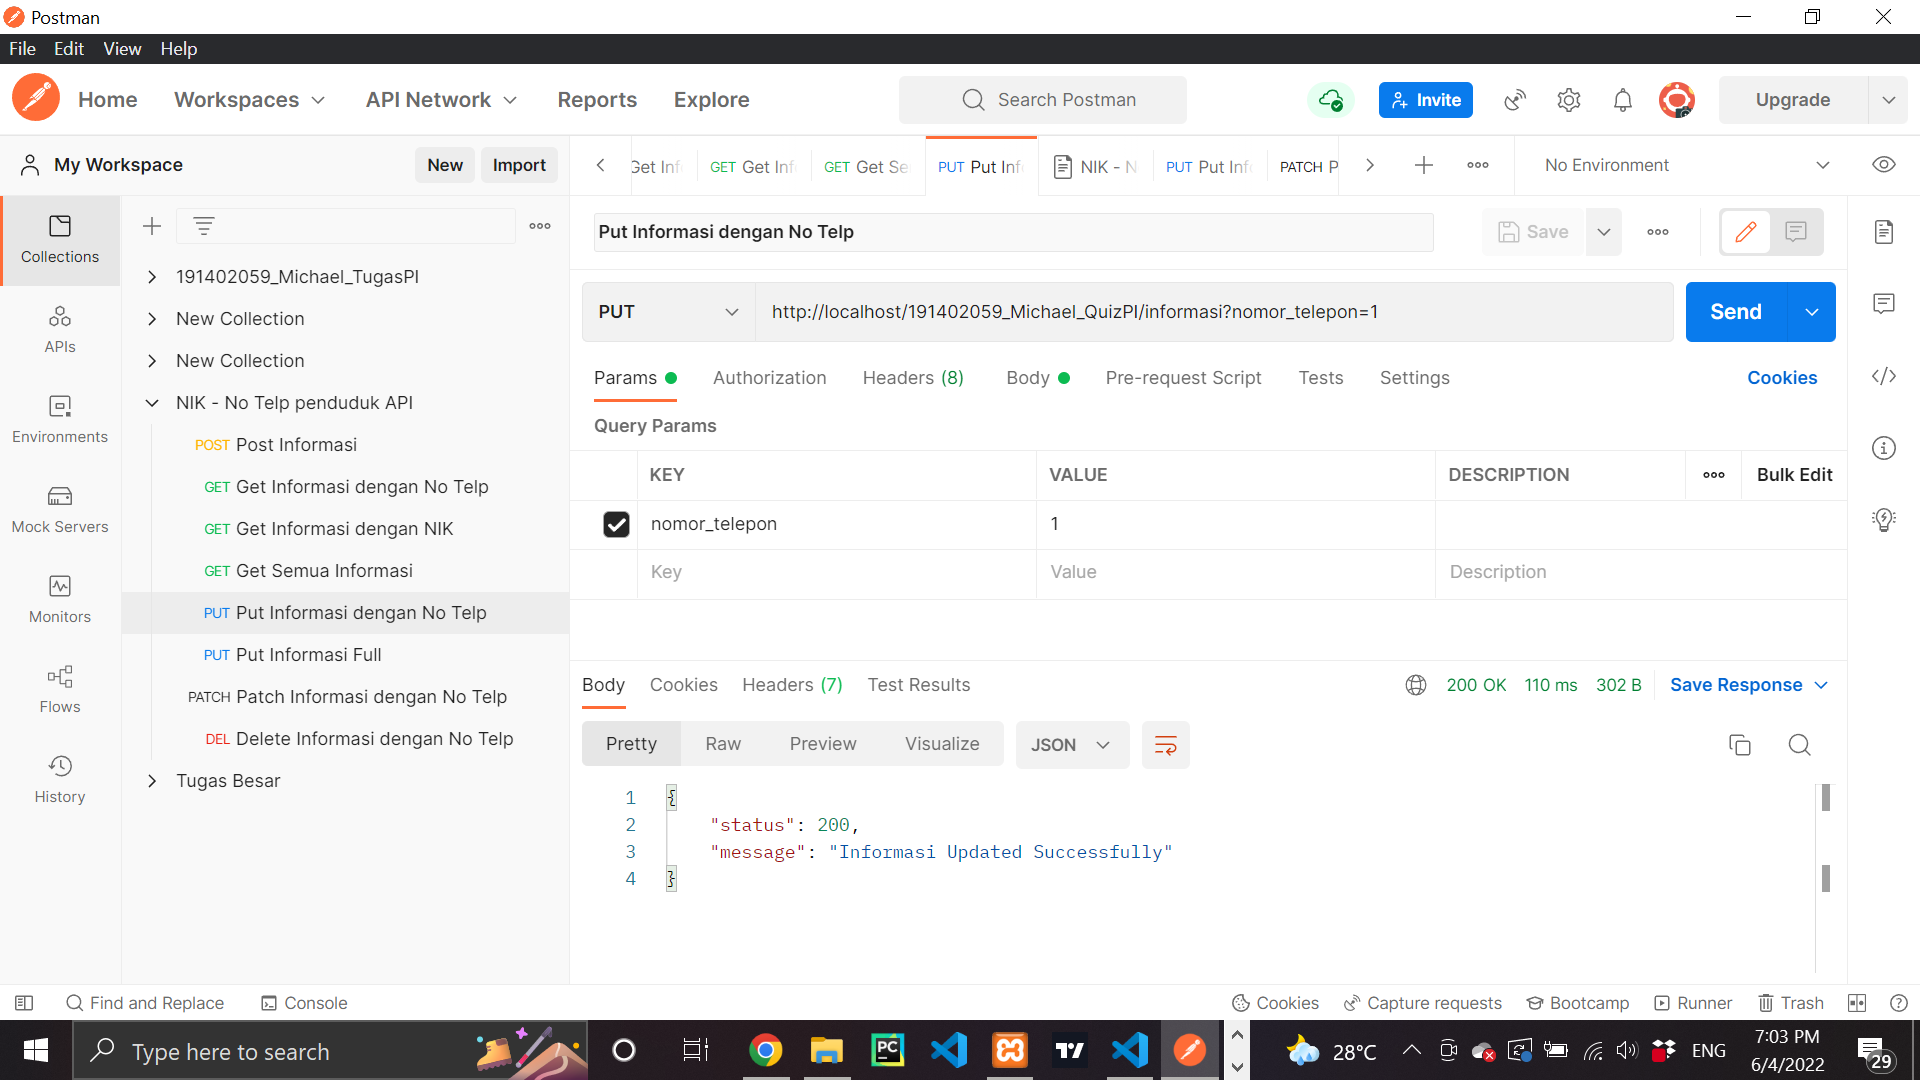 Postman
File Edit View Help
Home Workspaces API Network Reports Explore Search Postman Invite Upgrade
My Workspace New Import Get Inf GET Get Inf GET Get Se PUT Put Inf NIK - N PUT Put Inf PATCH P No Environment
Put Informasi dengan No Telp Save
Collections
191402059_Michael_TugasPI
New Collection
New Collection
NIK - No Telp penduduk API
POST Post Informasi
GET Get Informasi dengan No Telp
GET Get Informasi dengan NIK
GET Get Semua Informasi
PUT Put Informasi dengan No Telp
PUT Put Informasi Full
PATCH Patch Informasi dengan No Telp
DEL Delete Informasi dengan No Telp
Tugas Besar
APIs
Environments
Mock Servers
Monitors
Flows
History
PUT http://localhost/191402059_Michael_QuizPI/informasi?nomor_telepon=1 Send
Params Authorization Headers (8) Body Pre-request Script Tests Settings Cookies
Query Params
KEY VALUE DESCRIPTION Bulk Edit
nomor_telepon 1
Key Value Description
Body Cookies Headers (7) Test Results 200 OK 110 ms 302 B Save Response
Pretty Raw Preview Visualize JSON
1 {
2 "status": 200,
3 "message": "Informasi Updated Successfully"
4 }
Find and Replace Console Cookies Capture requests Bootcamp Runner Trash
Type here to search PC 28°C ENG 7:03 PM
6/4/2022
29